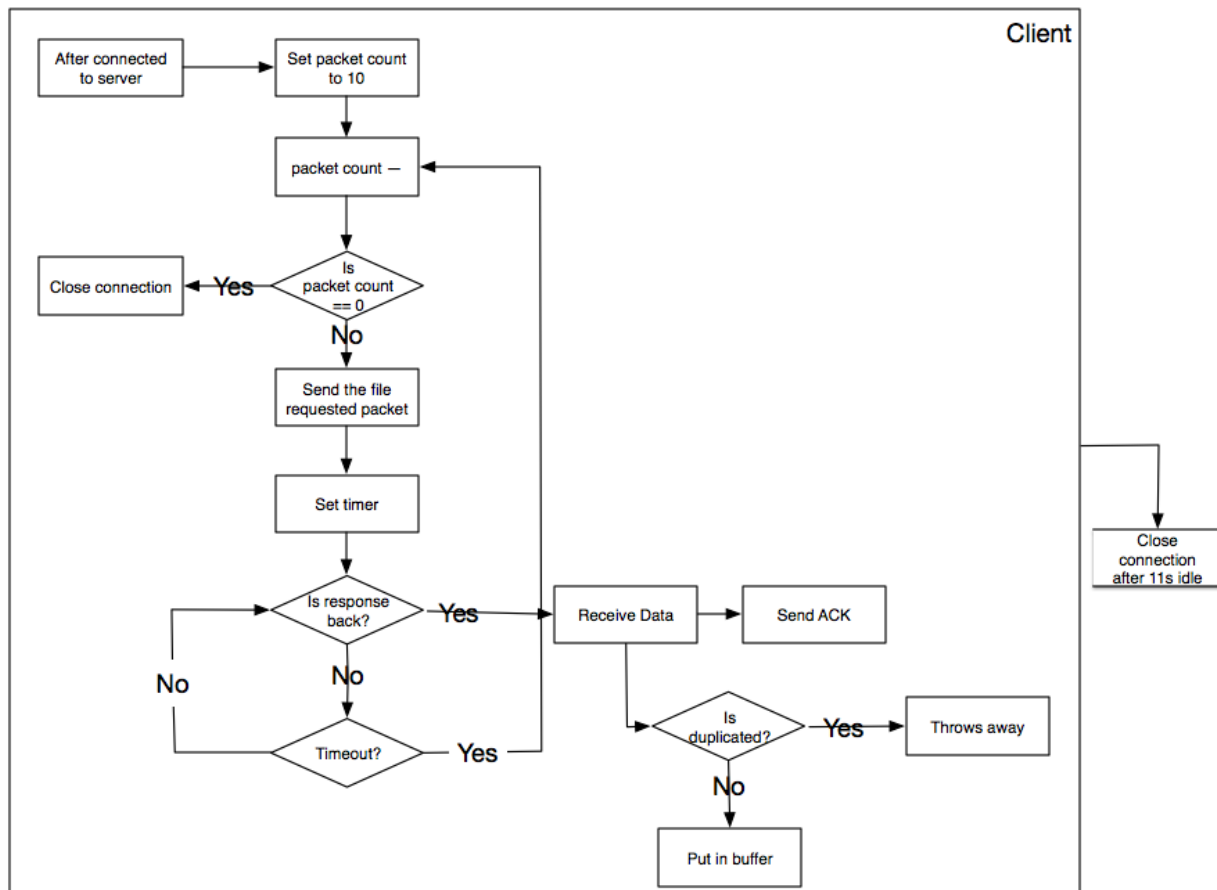 Client
After connected
to server
Set packet count
to 10
packet count —
Is
packet count
== 0
Yes
Close connection
No
Send the file
requested packet
Set timer
Is response
back?
Yes
Receive Data
Send ACK
No
No
Timeout?
Yes
Is
duplicated?
Yes
Throws away
No
Put in buffer
Close
connection
after 11s idle